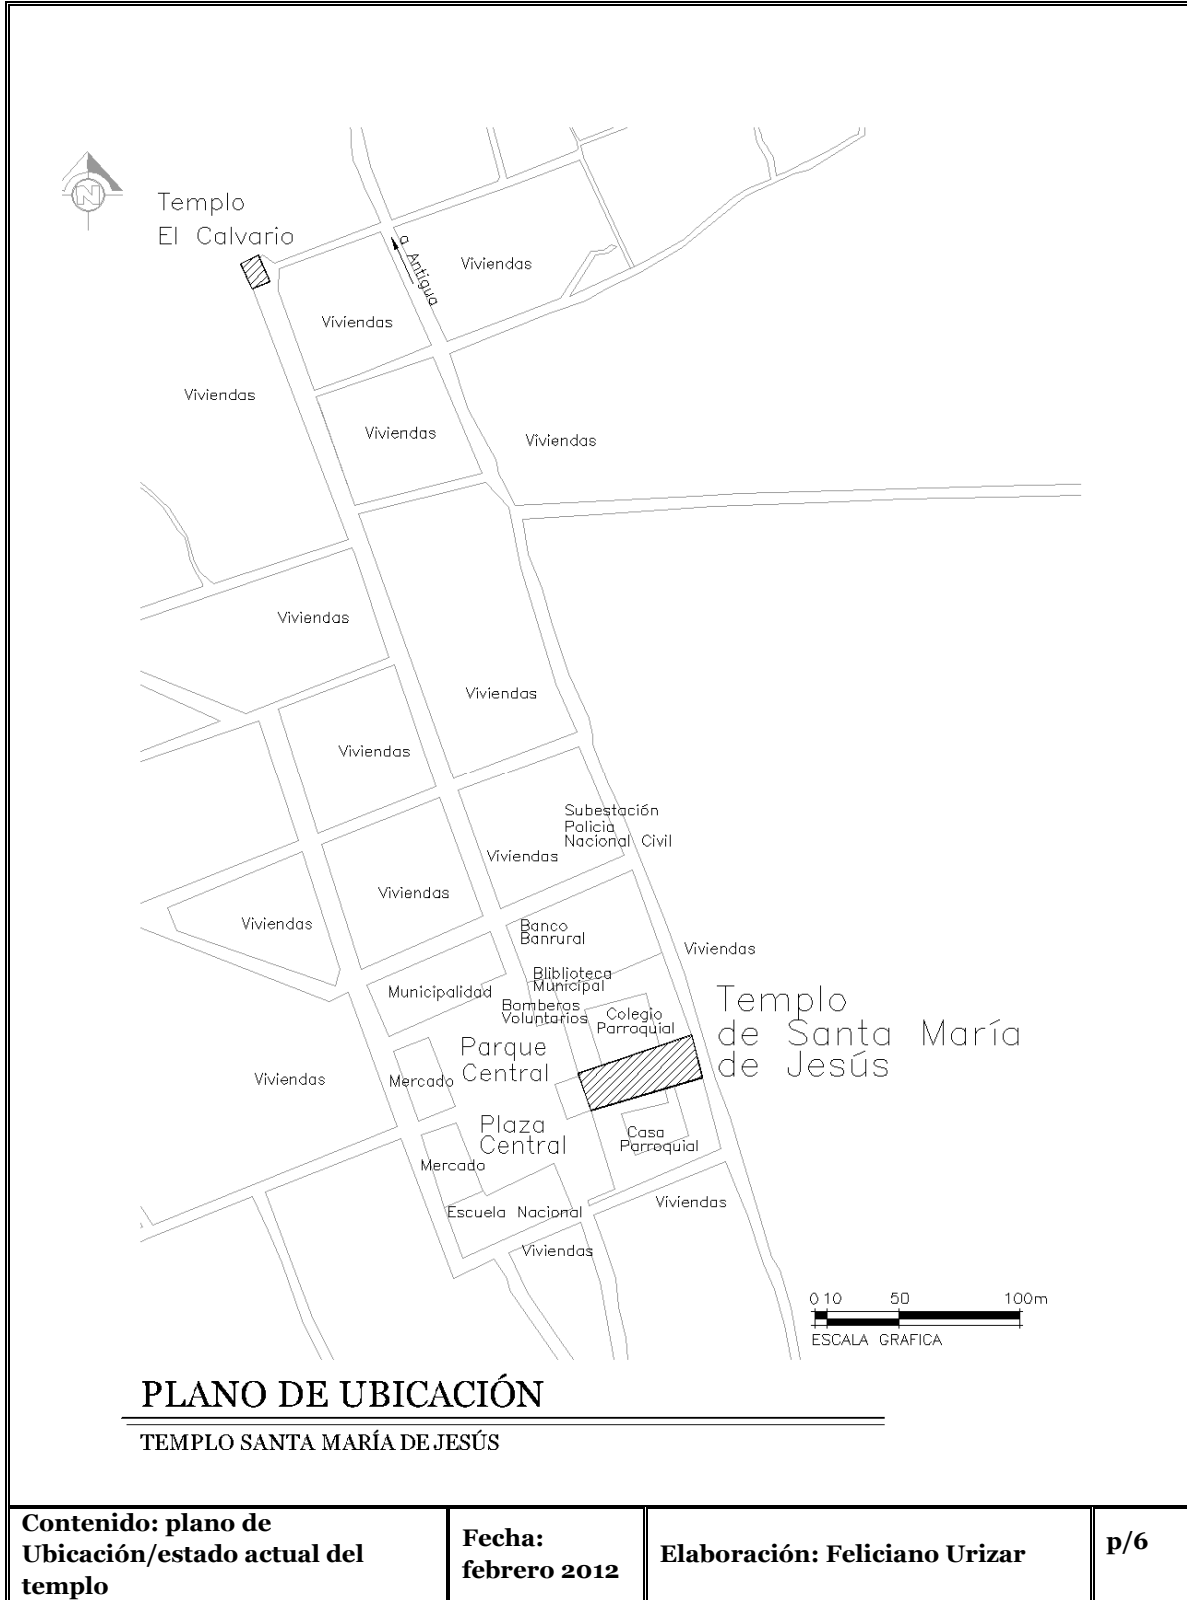 N
Templo
El Calvario
a Antigua
Viviendas
Viviendas
Viviendas
Viviendas
Viviendas
Viviendas
Viviendas
Viviendas
Subestación
Policia
Nacional Civil
Viviendas
Viviendas
Viviendas
Banco
Banrural
Viviendas
Bliblioteca
Municipal
Municipalidad
Bomberos
Voluntarios
Colegio
Parroquial
Templo
de Santa María
de Jesús
Parque
Central
Viviendas
Mercado
Plaza
Central
Casa
Parroquial
Mercado
Escuela Nacional
Viviendas
Viviendas
0 10 50 100m
ESCALA GRAFICA
PLANO DE UBICACIÓN
TEMPLO SANTA MARÍA DE JESÚS
Contenido: plano de
Ubicación/estado actual del
templo
Fecha:
febrero 2012
Elaboración: Feliciano Urizar
p/6